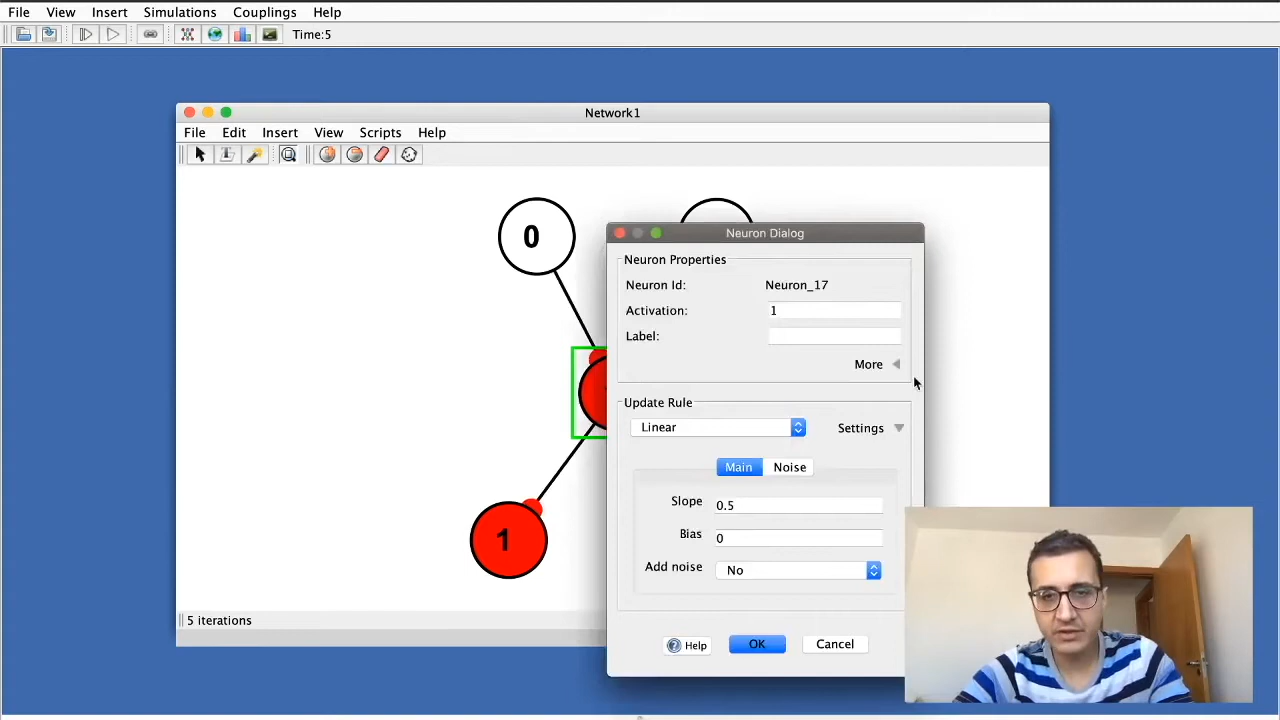 File View Insert Simulations Couplings Help
Time:5
Network1
File Edit Insert View Scripts Help
0
Neuron Dialog
Neuron Properties
Neuron Id: Neuron_17
Activation: 1
Label:
More
Update Rule
Linear Settings
Main Noise
Slope 0.5
Bias 0
Add noise No
1
5 iterations
Help OK Cancel